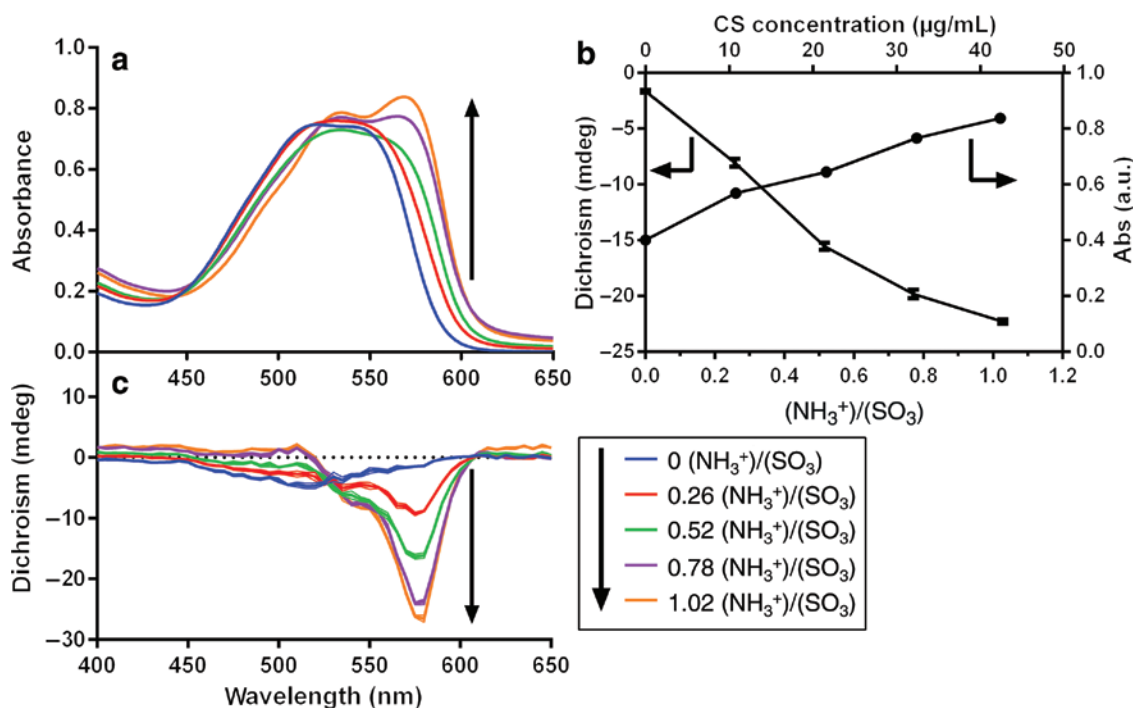 a
1.0
0.8
0.6
0.4
0.2
0.0
Absorbance
450 500 550 600 650
b
CS concentration (µg/mL)
0 10 20 30 40 50
0
−5
−10
−15
−20
−25
Dichroism (mdeg)
1.0
0.8
0.6
0.4
0.2
0.0
Abs (a.u.)
0.0 0.2 0.4 0.6 0.8 1.0 1.2
(NH₃⁺)/(SO₃)
c
10
0
−10
−20
−30
Dichroism (mdeg)
400 450 500 550 600 650
Wavelength (nm)
0 (NH₃⁺)/(SO₃)
0.26 (NH₃⁺)/(SO₃)
0.52 (NH₃⁺)/(SO₃)
0.78 (NH₃⁺)/(SO₃)
1.02 (NH₃⁺)/(SO₃)